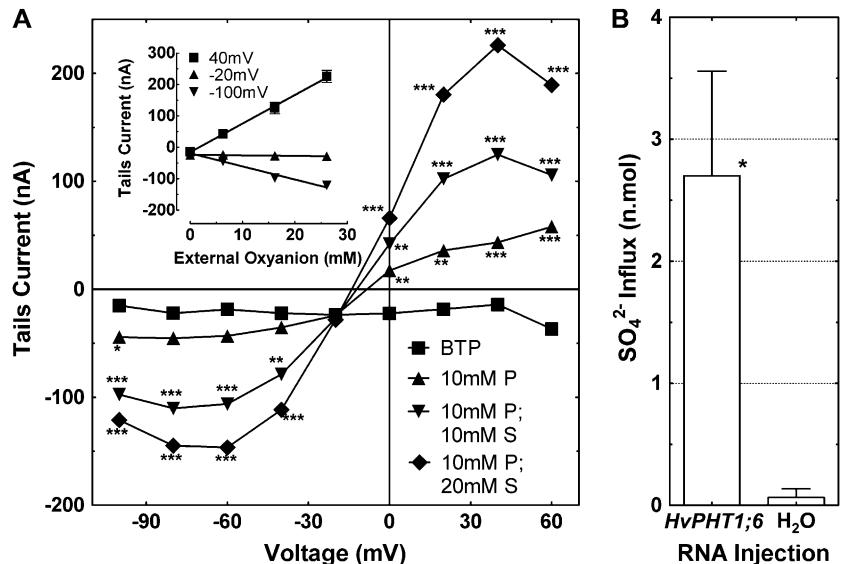 A
Tails Current (nA)
200
100
0
-100
-200
-90
-60
-30
0
30
60
Voltage (mV)
Tails Current (nA)
300
200
100
0
-100
-200
0
10
20
30
External Oxyanion (mM)
40mV
-20mV
-100mV
***
***
***
***
***
***
***
***
**
**
**
***
***
*
***
***
***
**
***
***
***
***
BTP
10mM P
10mM P;
10mM S
10mM P;
20mM S
B
SO₄²⁻ Influx (n.mol)
4
3
2
1
0
*
HvPHT1;6
H₂O
RNA Injection